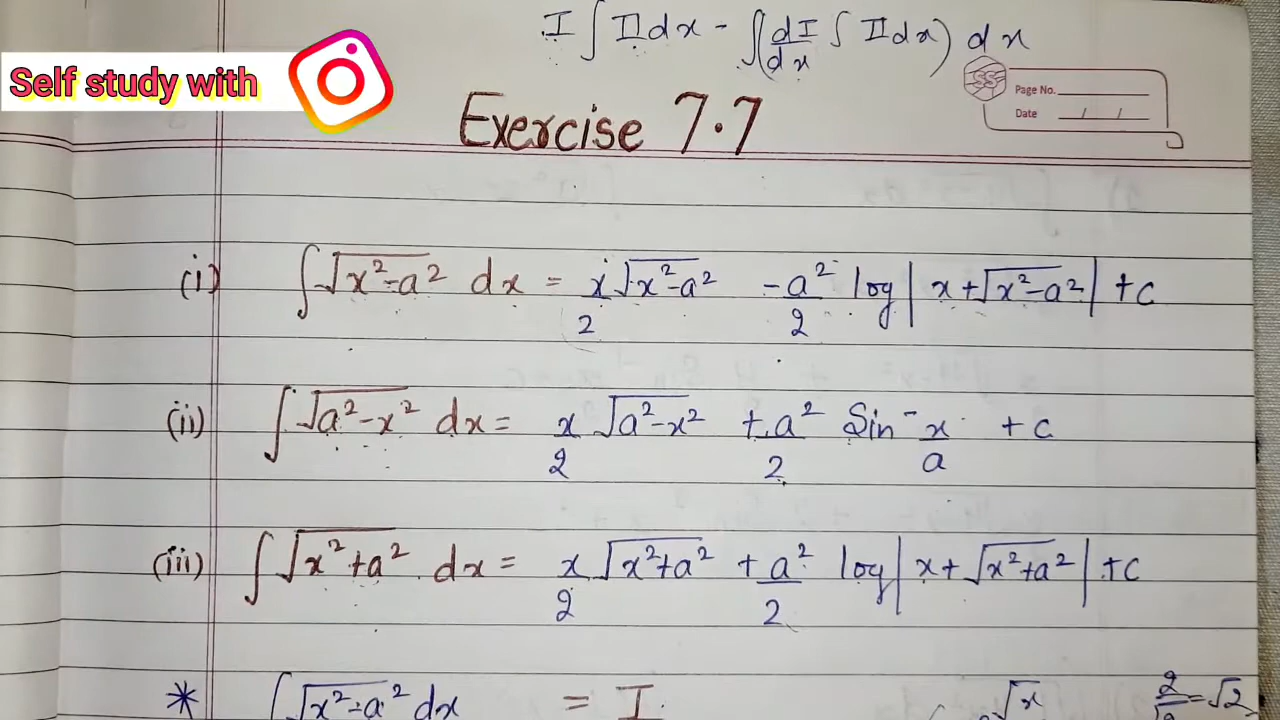 I ∫ II dx - ∫(dI/dx ∫ II dx) dx
Self study with
Page No.
Date / /
Exercise 7.7
(i) ∫√x²-a² dx = x/2 √x²-a² -a²/2 log| x+√x²-a² | +c
(ii) ∫√a²-x² dx = x/2 √a²-x² +a²/2 Sin⁻ x/a +c
(iii) ∫√x²+a² dx = x/2 √x²+a² +a²/2 log| x+√x²+a² | +c
* ∫√x²-a² dx = I
√x
= √2